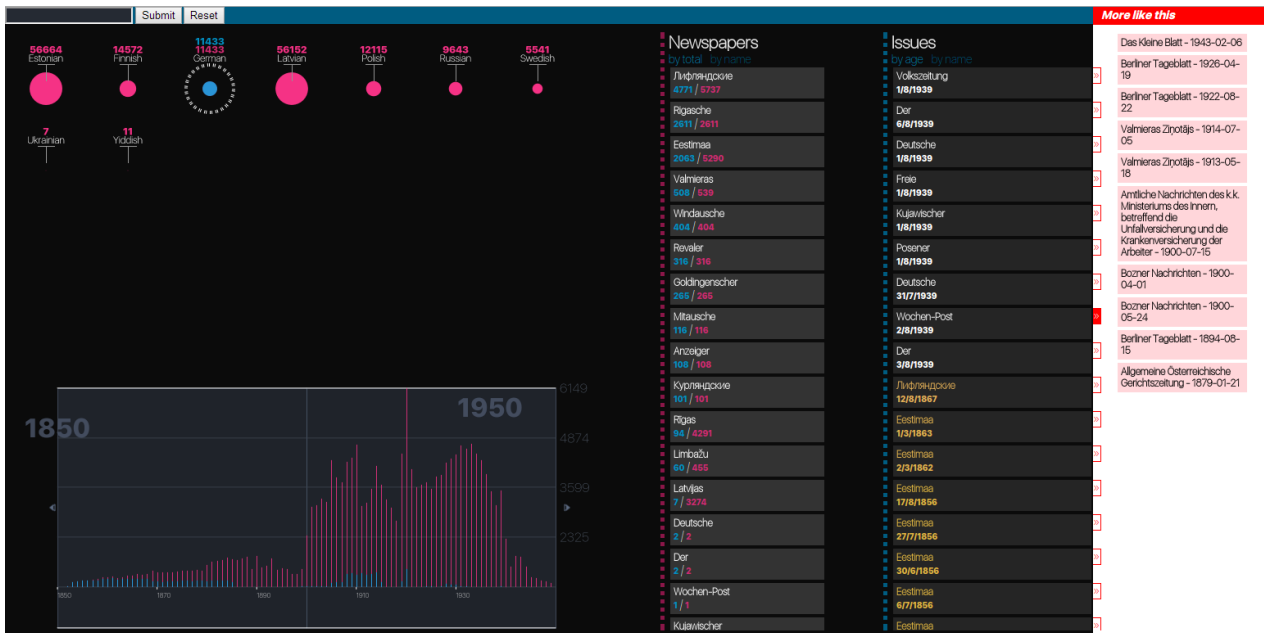 Submit Reset
More like this
56664
Estonian
14572
Finnish
11433
11433
German
56152
Latvian
12115
Polish
9643
Russian
5541
Swedish
7
Ukrainian
11
Yiddish
1850
1950
6149
4874
3599
2325
1850 1870 1890 1910 1930
Newspapers
by total by name
Лифляндские
4771 / 5737
Rigasche
2611 / 2611
Eestimaa
2063 / 5290
Valmieras
508 / 539
Windausche
404 / 404
Revaler
316 / 316
Goldingenscher
265 / 265
Mitausche
116 / 116
Anzeiger
108 / 108
Курляндские
101 / 101
Rīgas
94 / 4291
Limbažu
60 / 455
Latvijas
7 / 3274
Deutsche
2 / 2
Der
2 / 2
Wochen-Post
1 / 1
Kujawischer
Issues
by age by name
Volkszeitung
1/8/1939
Der
6/8/1939
Deutsche
1/8/1939
Freie
1/8/1939
Kujawischer
1/8/1939
Posener
1/8/1939
Deutsche
31/7/1939
Wochen-Post
2/8/1939
Der
3/8/1939
Лифляндские
12/8/1867
Eestimaa
1/3/1863
Eestimaa
2/3/1862
Eestimaa
17/8/1856
Eestimaa
27/7/1856
Eestimaa
30/6/1856
Eestimaa
6/7/1856
Eestimaa
Das Kleine Blatt - 1943-02-06
Berliner Tageblatt - 1926-04-
19
Berliner Tageblatt - 1922-08-
22
Valmieras Ziņotājs - 1914-07-
05
Valmieras Ziņotājs - 1913-05-
18
Amtliche Nachrichten des k.k.
Ministeriums des Innern,
betreffend die
Unfallversicherung und die
Krankenversicherung der
Arbeiter - 1900-07-15
Bozner Nachrichten - 1900-
04-01
Bozner Nachrichten - 1900-
05-24
Berliner Tageblatt - 1894-08-
15
Allgemeine Österreichische
Gerichtszeitung - 1879-01-21